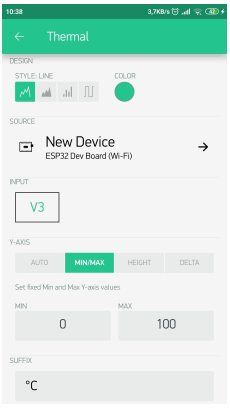 10:38 3,7KB/s
Thermal
DESIGN
STYLE: LINE COLOR
SOURCE
New Device
ESP32 Dev Board (Wi-Fi)
INPUT
V3
Y-AXIS
AUTO MIN/MAX HEIGHT DELTA
Set fixed Min and Max Y-axis values
MIN MAX
0 100
SUFFIX
°C